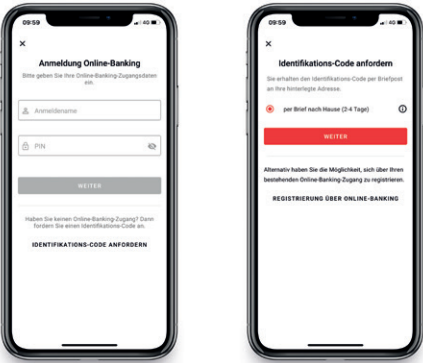 09:59
4G
Anmeldung Online-Banking
Bitte geben Sie Ihre Online-Banking-Zugangsdaten
ein.
Anmeldename
PIN
WEITER
Haben Sie keinen Online-Banking-Zugang? Dann
fordern Sie einen Identifikations-Code an.
IDENTIFIKATIONS-CODE ANFORDERN
09:59
4G
Identifikations-Code anfordern
Sie erhalten den Identifikations-Code per Briefpost
an Ihre hinterlegte Adresse.
per Brief nach Hause (2-4 Tage)
WEITER
Alternativ haben Sie die Möglichkeit, sich über Ihren
bestehenden Online-Banking-Zugang zu registrieren.
REGISTRIERUNG ÜBER ONLINE-BANKING